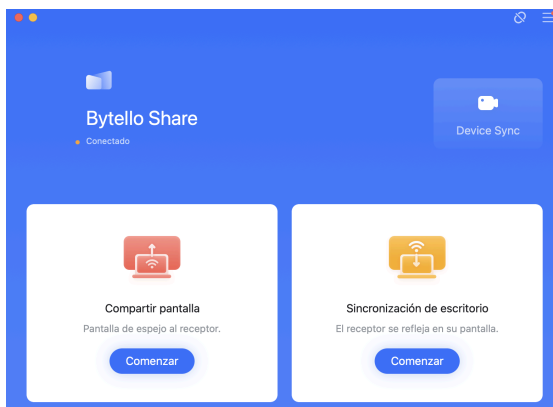 Bytello Share
Conectado
Device Sync
Compartir pantalla
Pantalla de espejo al receptor.
Comenzar
Sincronización de escritorio
El receptor se refleja en su pantalla.
Comenzar